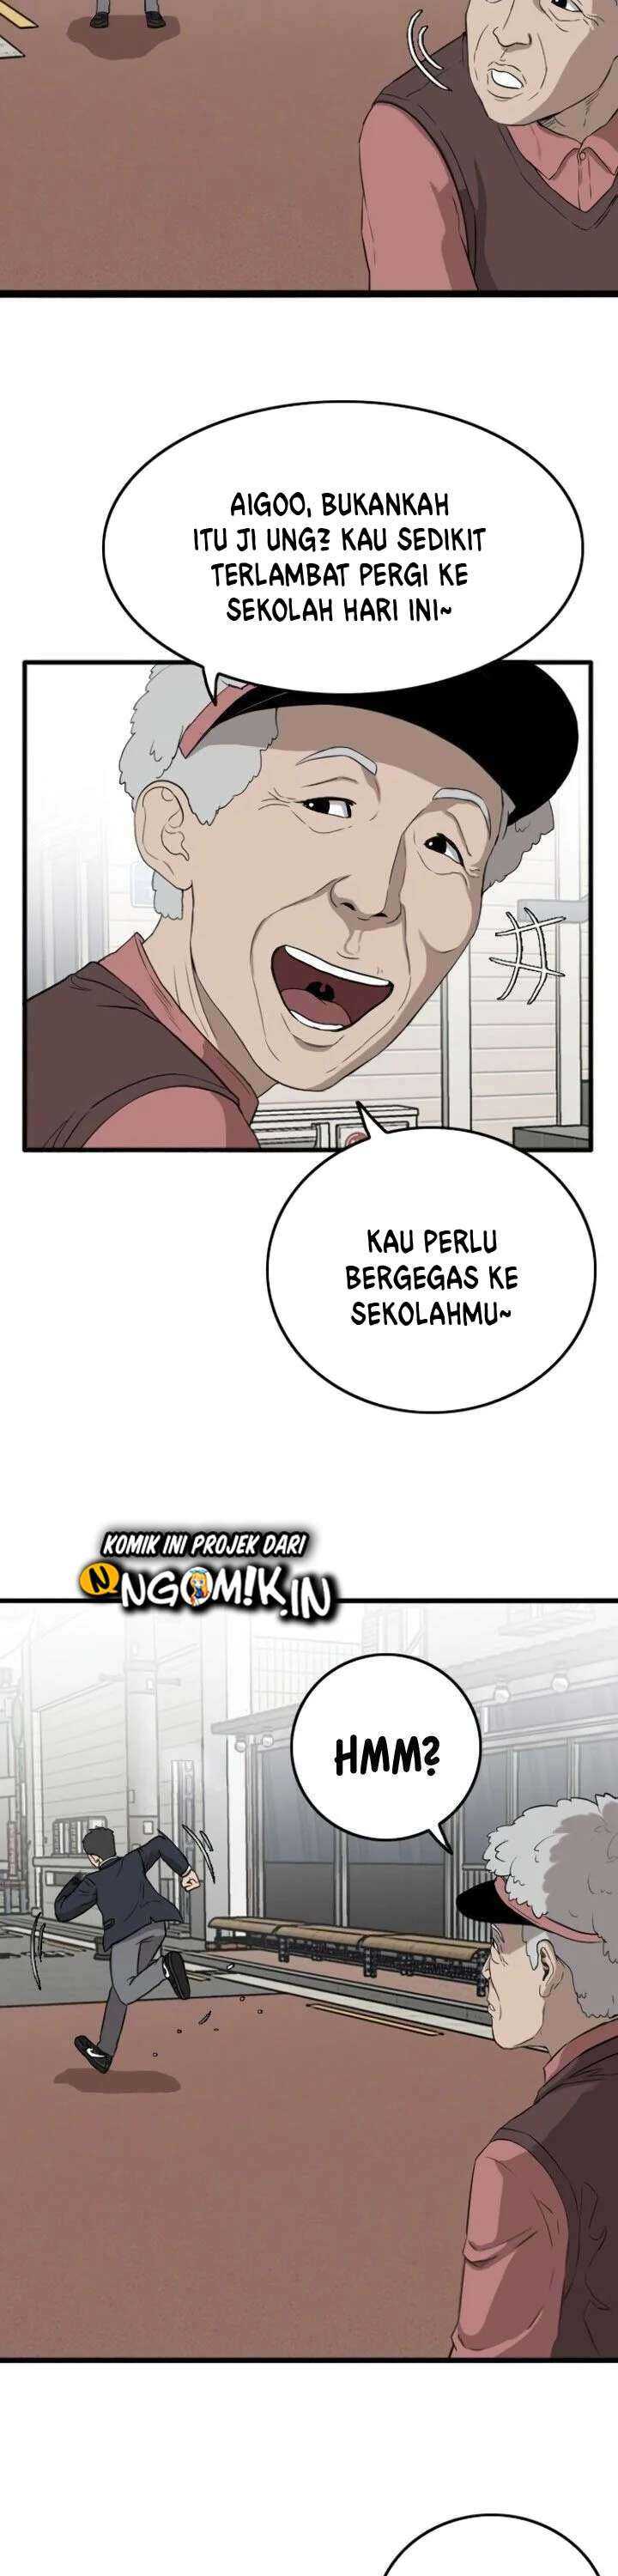 AIGOO, BUKANKAH
ITU JI UNG? KAU SEDIKIT
TERLAMBAT PERGI KE
SEKOLAH HARI INI~
KAU PERLU
BERGEGAS KE
SEKOLAHMU~
KOMIK INI PROJEK DARI
N NGOM!K.IN
HMM?